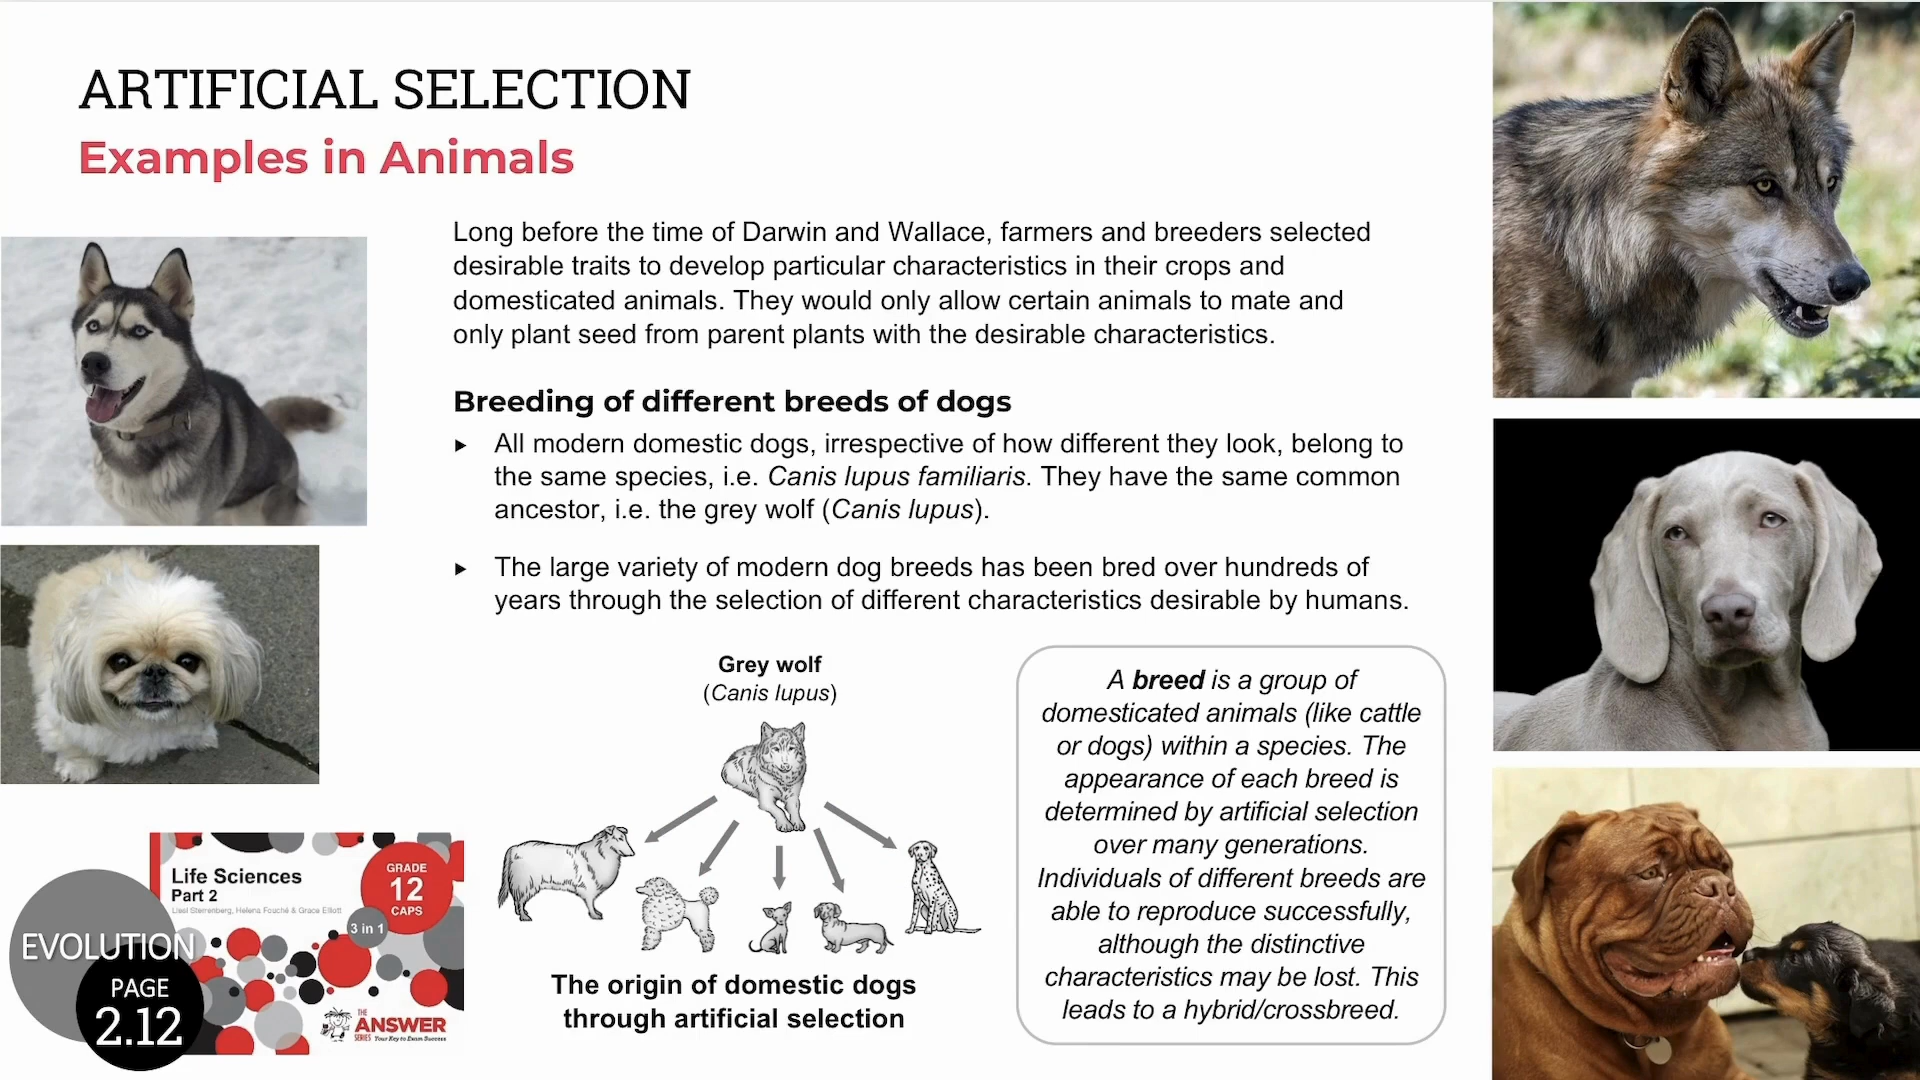 ARTIFICIAL SELECTION
Examples in Animals
Long before the time of Darwin and Wallace, farmers and breeders selected
desirable traits to develop particular characteristics in their crops and
domesticated animals. They would only allow certain animals to mate and
only plant seed from parent plants with the desirable characteristics.
Breeding of different breeds of dogs
▸ All modern domestic dogs, irrespective of how different they look, belong to
the same species, i.e. Canis lupus familiaris. They have the same common
ancestor, i.e. the grey wolf (Canis lupus).
▸ The large variety of modern dog breeds has been bred over hundreds of
years through the selection of different characteristics desirable by humans.
Grey wolf
(Canis lupus)
The origin of domestic dogs
through artificial selection
A breed is a group of
domesticated animals (like cattle
or dogs) within a species. The
appearance of each breed is
determined by artificial selection
over many generations.
Individuals of different breeds are
able to reproduce successfully,
although the distinctive
characteristics may be lost. This
leads to a hybrid/crossbreed.
Life Sciences
Part 2
Liesl Sterrenberg, Helena Fouché & Grace Elliott
GRADE
12
CAPS
3 in 1
EVOLUTION
PAGE
2.12
THE
ANSWER
SERIES Your Key to Exam Success